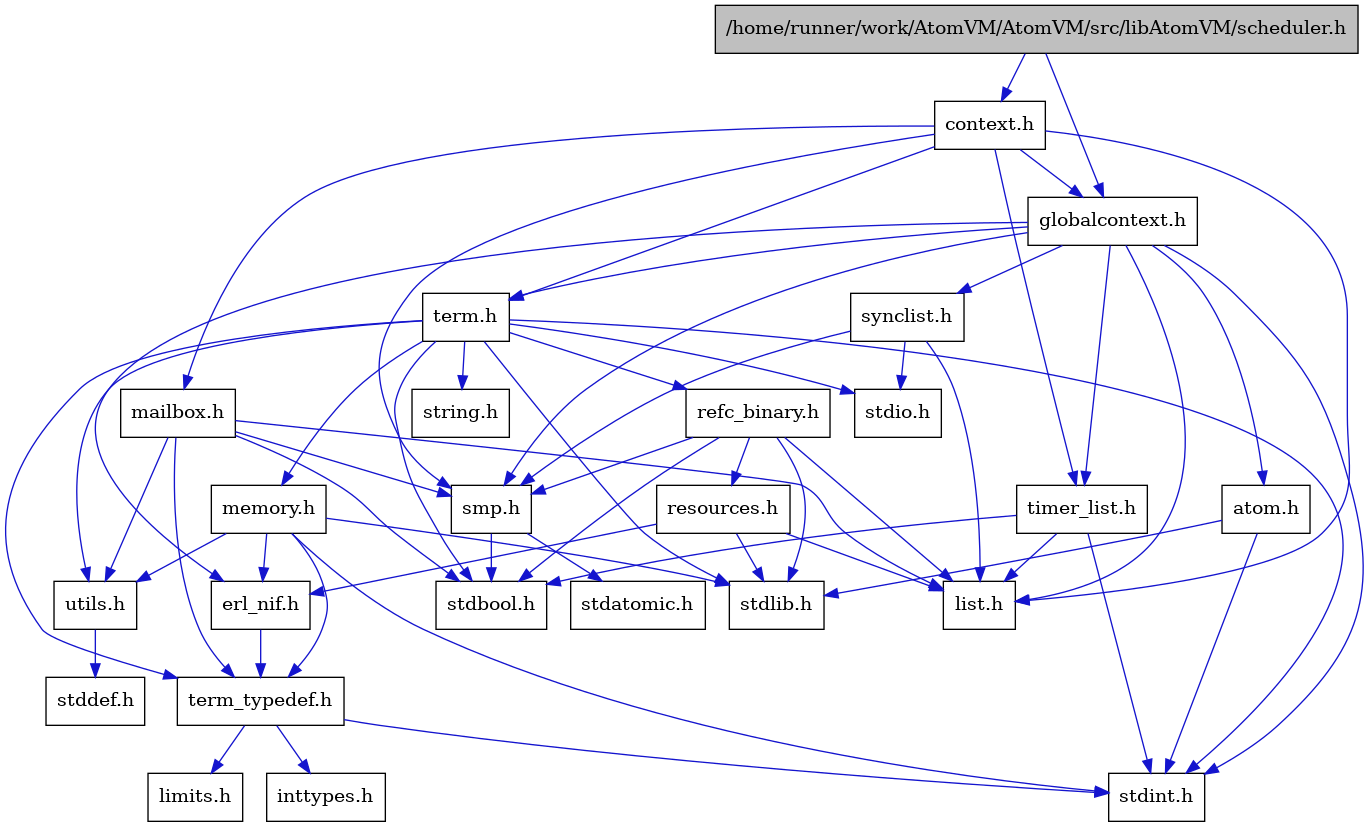 /home/runner/work/AtomVM/AtomVM/src/libAtomVM/scheduler.h
context.h
globalcontext.h
term.h
synclist.h
mailbox.h
string.h
refc_binary.h
stdio.h
memory.h
smp.h
resources.h
timer_list.h
atom.h
utils.h
erl_nif.h
stdbool.h
stdatomic.h
stdlib.h
list.h
stddef.h
term_typedef.h
limits.h
inttypes.h
stdint.h